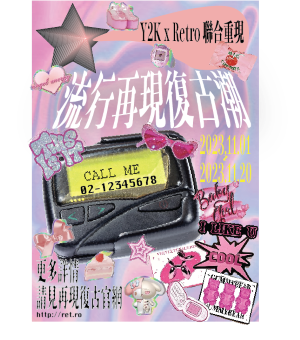 Y2K x Retro 聯合重現
流行再現復古潮
2023.11.01
2023.11.20
CALL ME
02-12345678
Baby
Girl
I LIKE U
COOL
GUMMYBEAR
GUMMYBEAR
更多詳情
請見再現復古官網
http://ret.ro